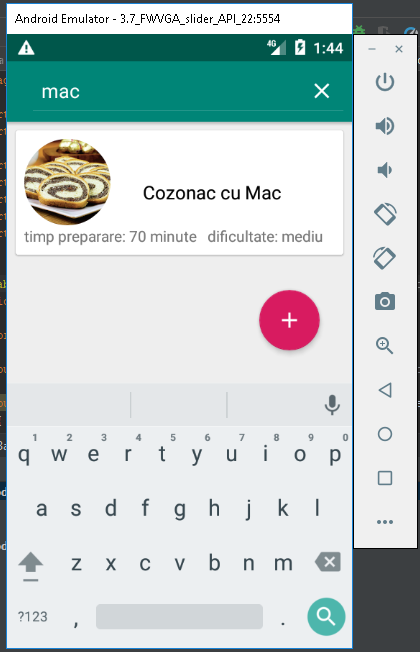 Android Emulator - 3.7_FWVGA_slider_API_22:5554
4G 1:44
mac
Cozonac cu Mac
timp preparare: 70 minute dificultate: mediu
+
1 2 3 4 5 6 7 8 9 0
q w e r t y u i o p
a s d f g h j k l
z x c v b n m
?123 , .